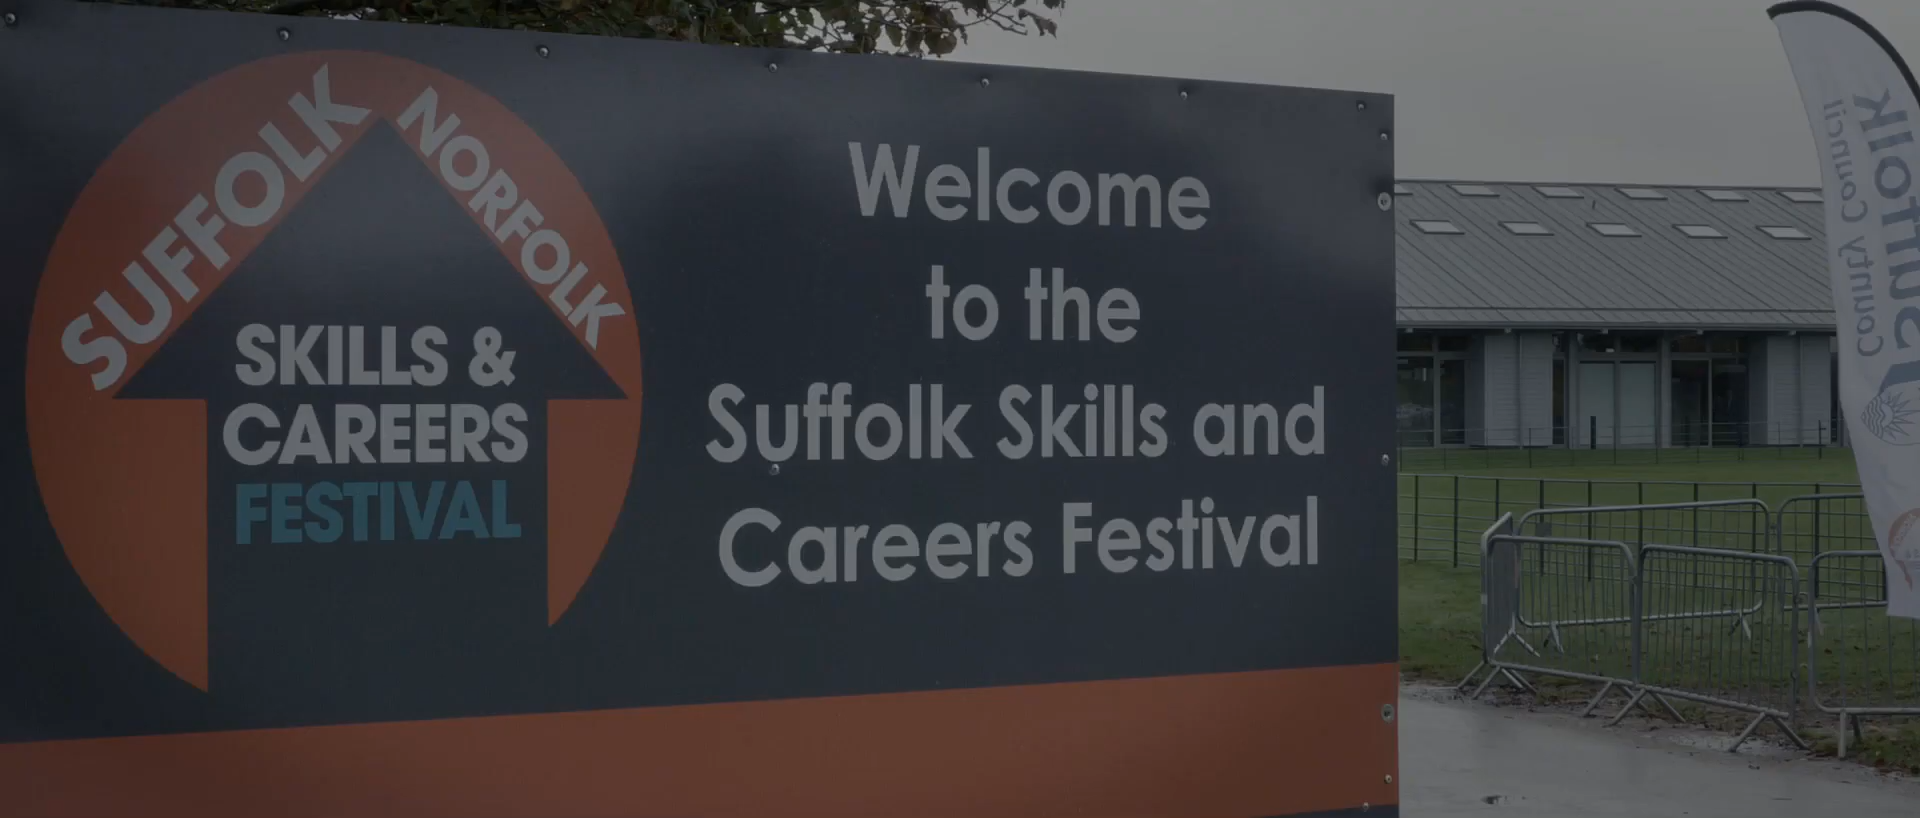 SUFFOLK
NORFOLK
SKILLS &
CAREERS
FESTIVAL
Welcome
to the
Suffolk Skills and
Careers Festival
Suffolk
County Council